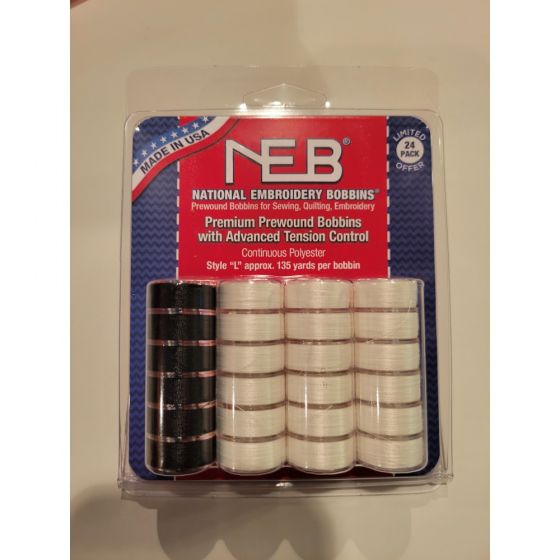 MADE IN USA
NEB®
LIMITED
24
PACK
OFFER
NATIONAL EMBROIDERY BOBBINS®
Prewound Bobbins for Sewing, Quilting, Embroidery
Premium Prewound Bobbins
with Advanced Tension Control
Continuous Polyester
Style "L" approx. 135 yards per bobbin